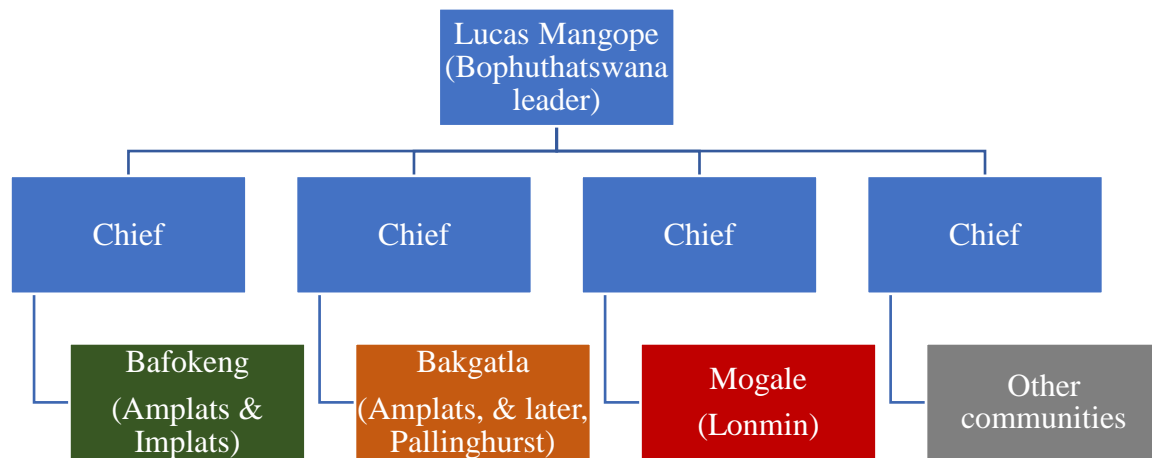 Lucas Mangope
(Bophuthatswana
leader)
Chief
Chief
Chief
Chief
Bafokeng
(Amplats &
Implats)
Bakgatla
(Amplats, & later,
Pallinghurst)
Mogale
(Lonmin)
Other
communities